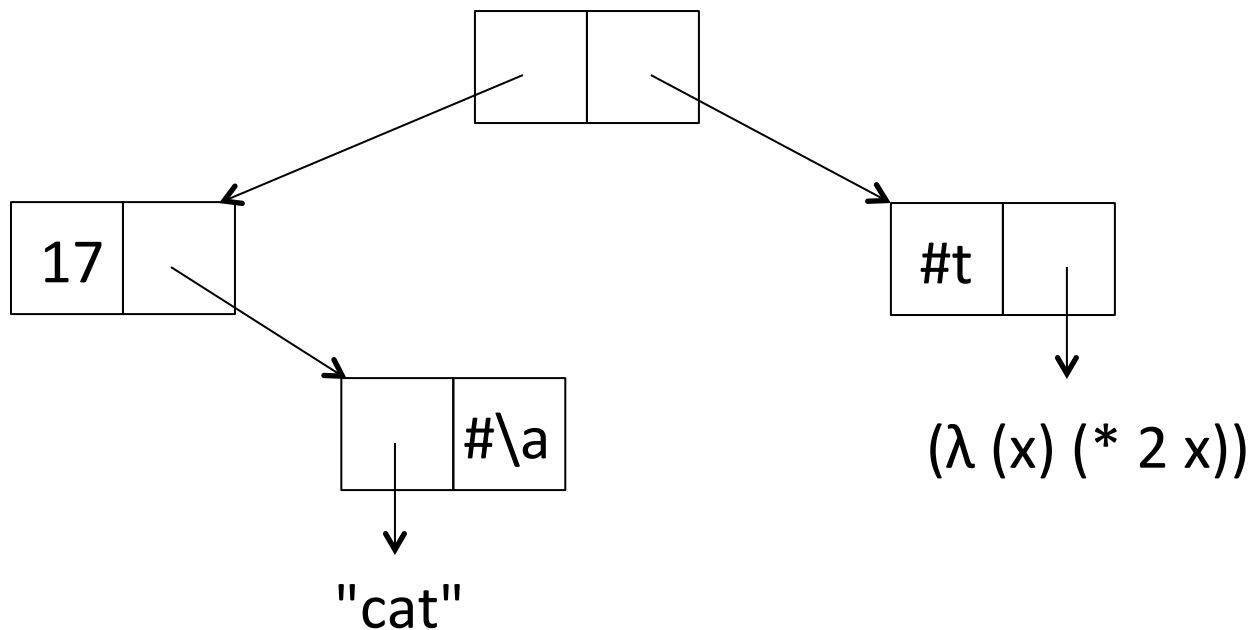 17
#t
#\a
(λ (x) (* 2 x))
"cat"